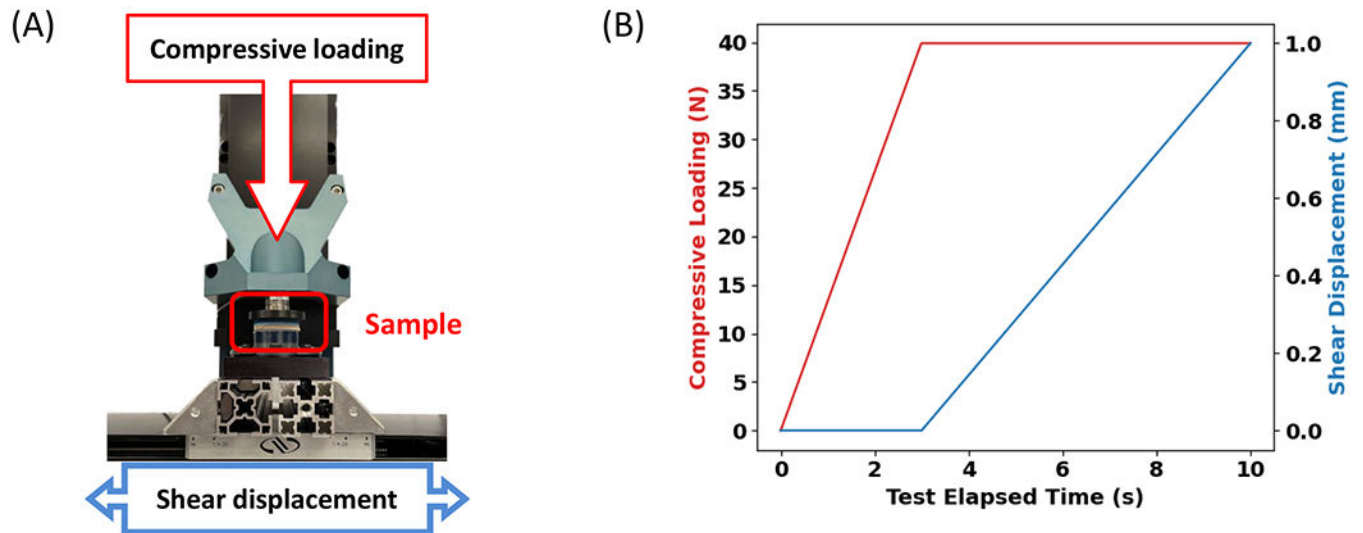 (A)
Compressive loading
Sample
Shear displacement
(B)
Compressive Loading (N)
40
35
30
25
20
15
10
5
0
0 2 4 6 8 10
Test Elapsed Time (s)
1.0
0.8
0.6
0.4
0.2
0.0
Shear Displacement (mm)